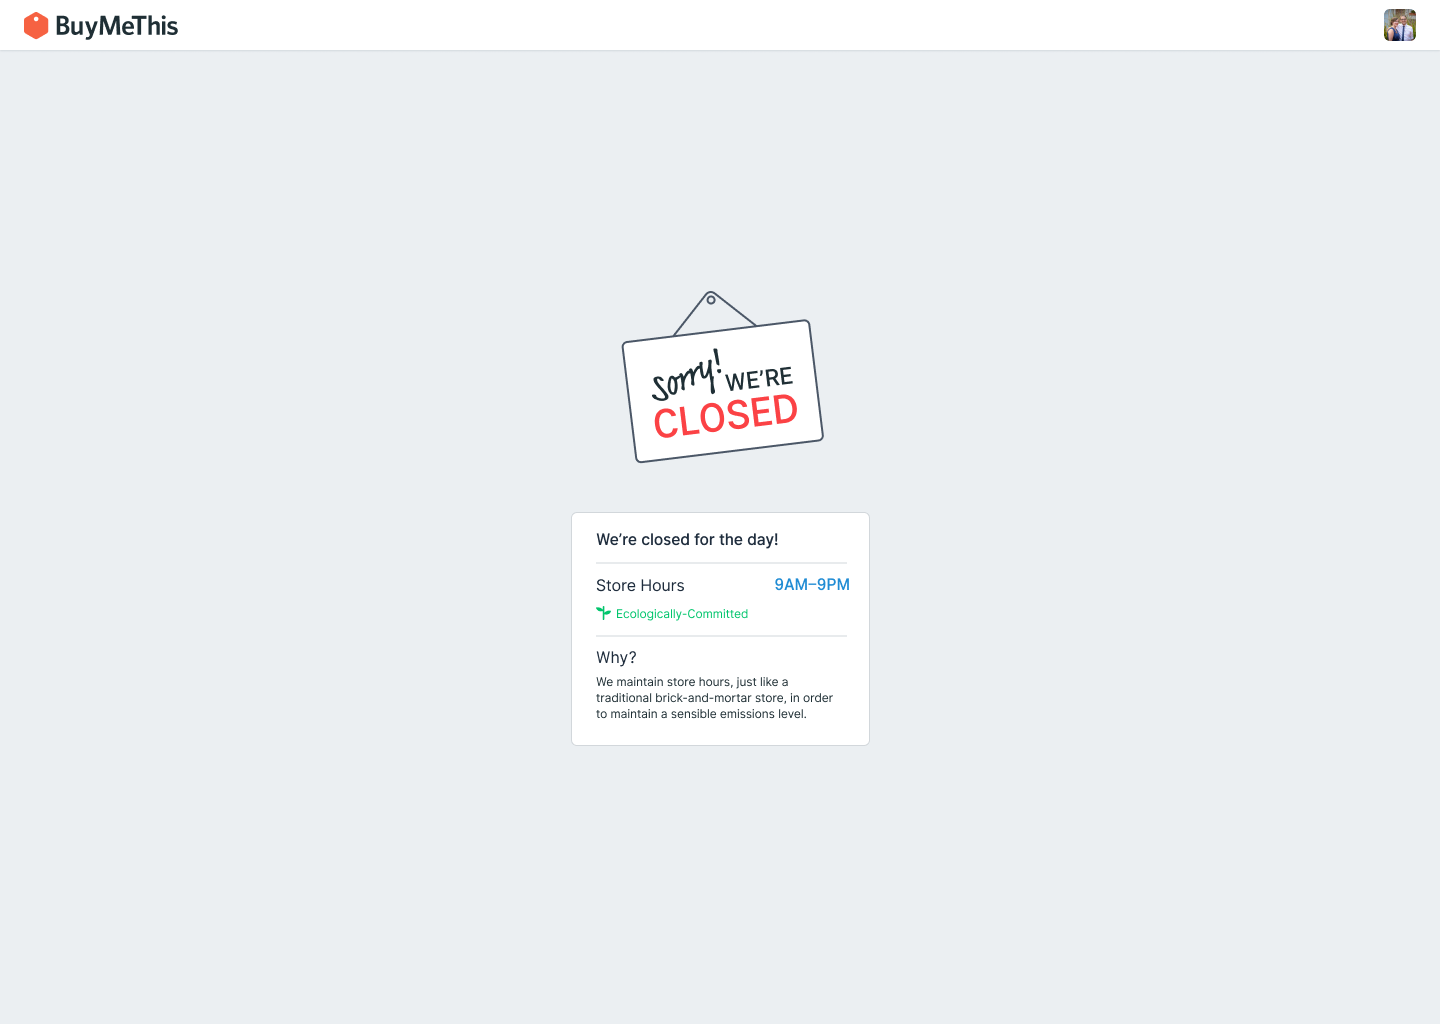 BuyMeThis
sorry! WE’RE
CLOSED
We’re closed for the day!
Store Hours 9AM–9PM
Ecologically-Committed
Why?
We maintain store hours, just like a
traditional brick-and-mortar store, in order
to maintain a sensible emissions level.